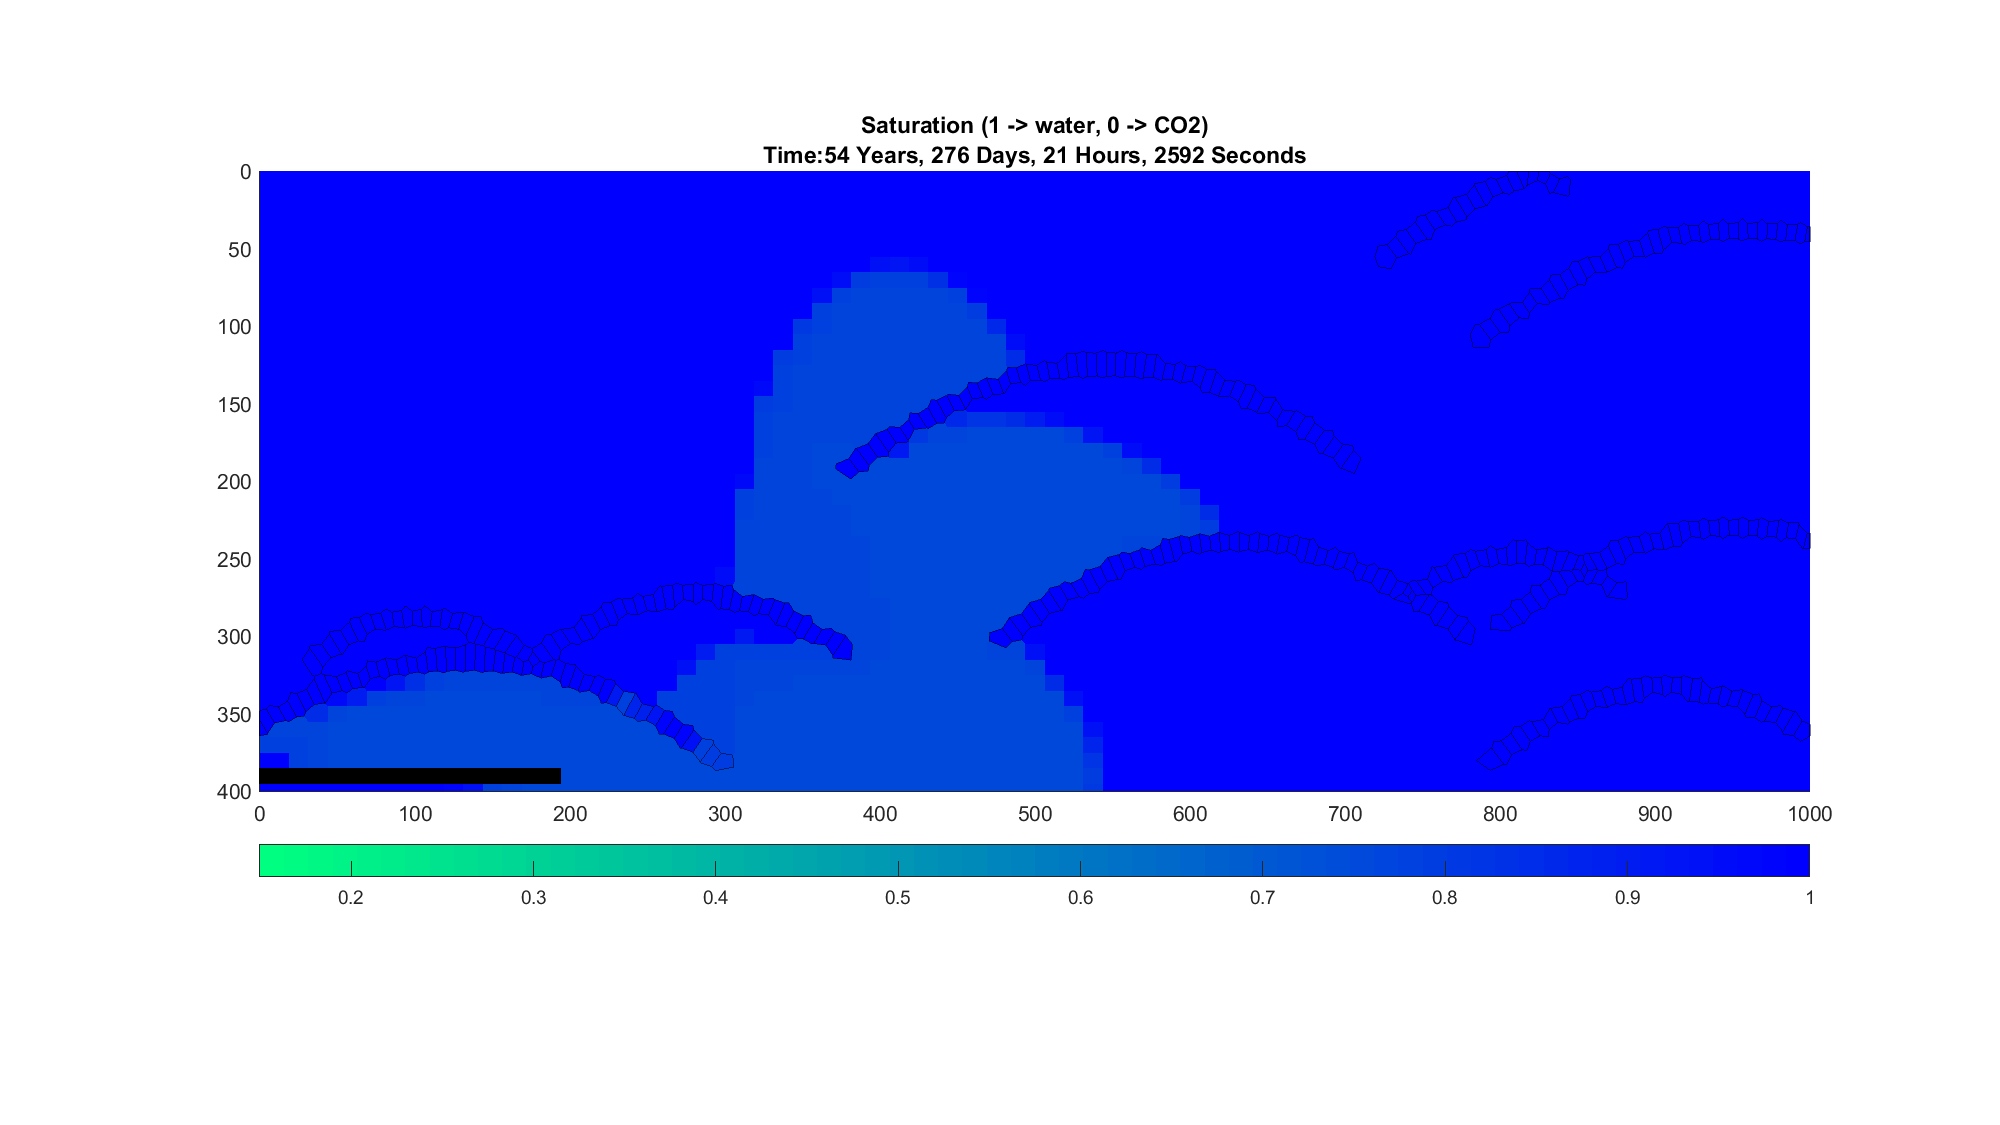 Saturation (1 -> water, 0 -> CO2)
Time:54 Years, 276 Days, 21 Hours, 2592 Seconds
0
50
100
150
200
250
300
350
400
0 100 200 300 400 500 600 700 800 900 1000
0.2 0.3 0.4 0.5 0.6 0.7 0.8 0.9 1